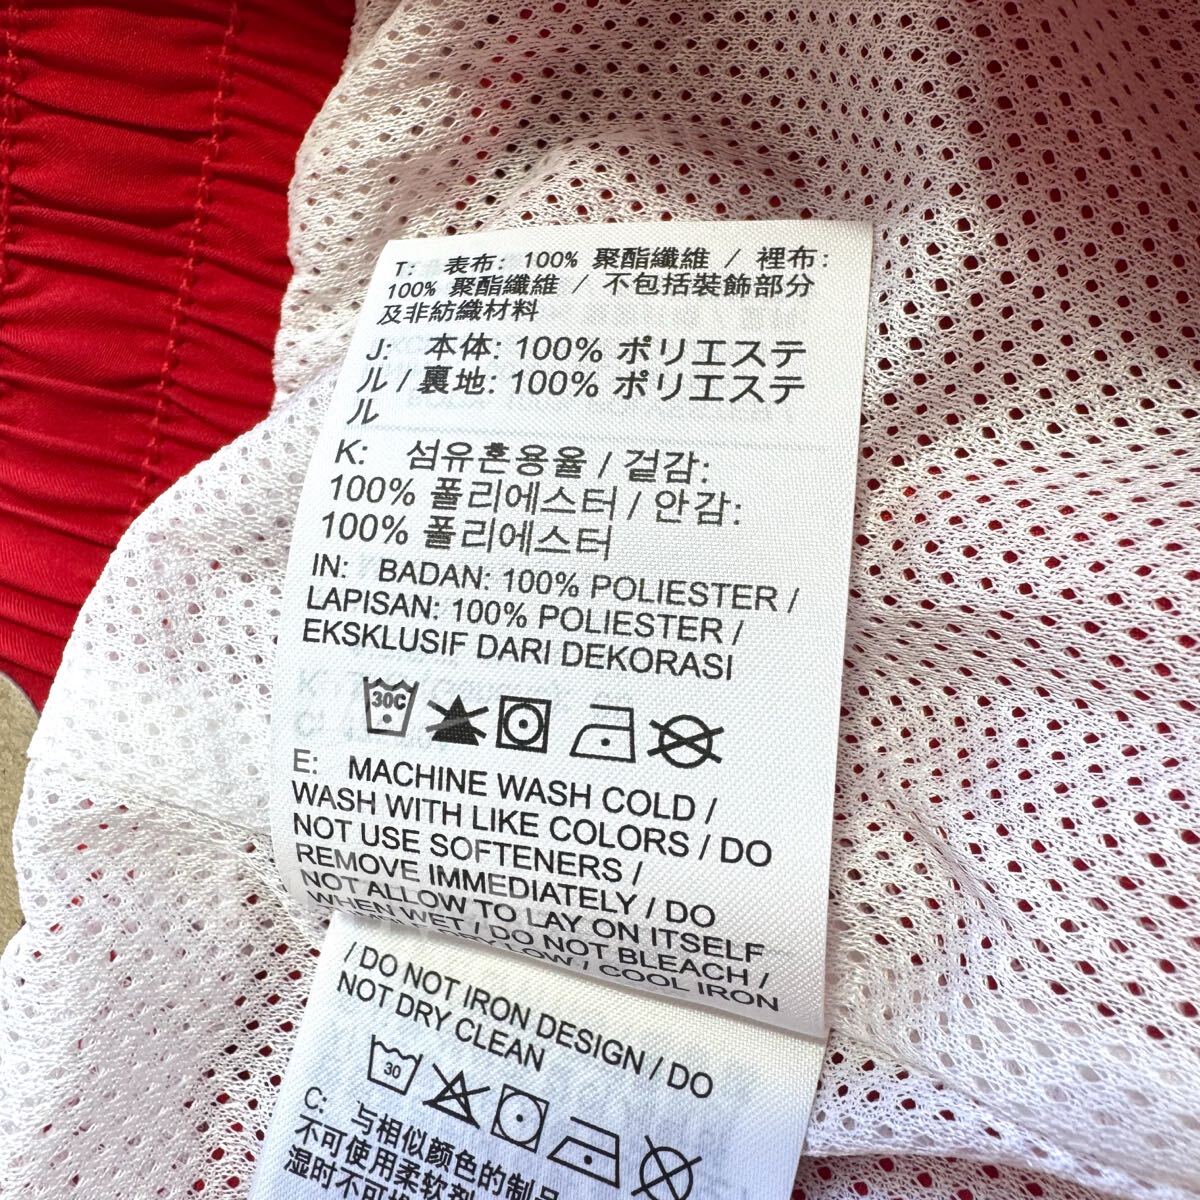 T: 表布: 100% 聚酯纖維 / 裡布:
100% 聚酯纖維 / 不包括裝飾部分
及非紡織材料
J: 本体: 100% ポリエステ
ル / 裏地: 100% ポリエステ
ル
K: 섬유혼용율 / 겉감:
100% 폴리에스터 / 안감:
100% 폴리에스터
IN: BADAN: 100% POLIESTER /
LAPISAN: 100% POLIESTER /
EKSKLUSIF DARI DEKORASI
30C
E: MACHINE WASH COLD /
WASH WITH LIKE COLORS / DO
NOT USE SOFTENERS /
REMOVE IMMEDIATELY / DO
NOT ALLOW TO LAY ON ITSELF
WHEN WET / DO NOT BLEACH /
LOW / COOL IRON
/ DO NOT IRON DESIGN / DO
NOT DRY CLEAN
30
C: 与相似颜色的制品
不可使用柔软剂
湿时不可